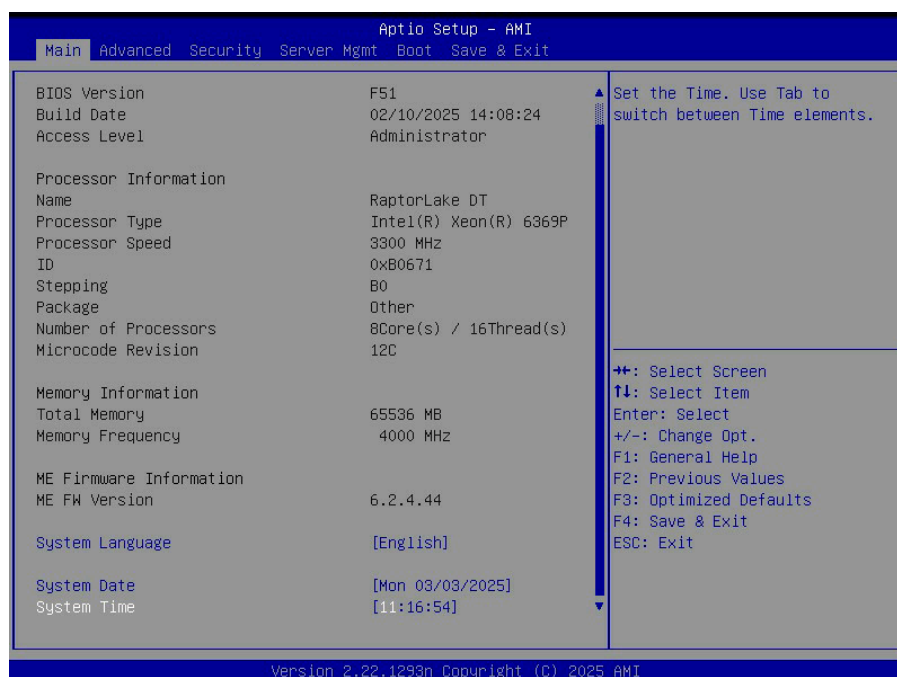 Aptio Setup – AMI
Main Advanced Security Server Mgmt Boot Save & Exit
BIOS Version F51
Build Date 02/10/2025 14:08:24
Access Level Administrator
Processor Information
Name RaptorLake DT
Processor Type Intel(R) Xeon(R) 6369P
Processor Speed 3300 MHz
ID 0xB0671
Stepping B0
Package Other
Number of Processors 8Core(s) / 16Thread(s)
Microcode Revision 12C
Memory Information
Total Memory 65536 MB
Memory Frequency 4000 MHz
ME Firmware Information
ME FW Version 6.2.4.44
System Language [English]
System Date [Mon 03/03/2025]
System Time [11:16:54]
Set the Time. Use Tab to
switch between Time elements.
→←: Select Screen
↑↓: Select Item
Enter: Select
+/-: Change Opt.
F1: General Help
F2: Previous Values
F3: Optimized Defaults
F4: Save & Exit
ESC: Exit
Version 2.22.1293n Copyright (C) 2025 AMI